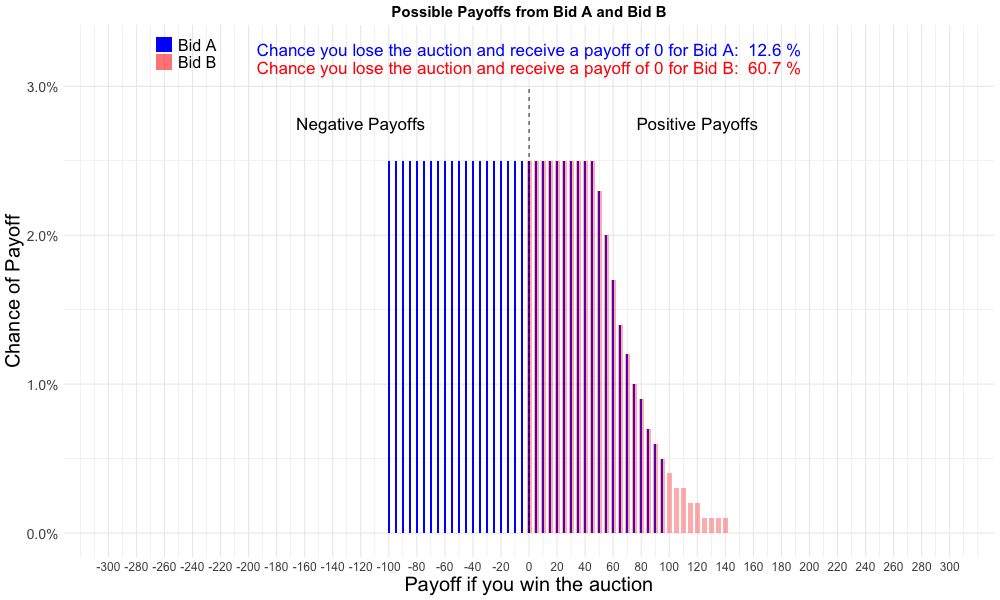 Possible Payoffs from Bid A and Bid B
Bid A
Bid B
Chance you lose the auction and receive a payoff of 0 for Bid A:  12.6 %
Chance you lose the auction and receive a payoff of 0 for Bid B:  60.7 %
Negative Payoffs
Positive Payoffs
Chance of Payoff
3.0%
2.0%
1.0%
0.0%
-300 -280 -260 -240 -220 -200 -180 -160 -140 -120 -100 -80 -60 -40 -20 0 20 40 60 80 100 120 140 160 180 200 220 240 260 280 300
Payoff if you win the auction